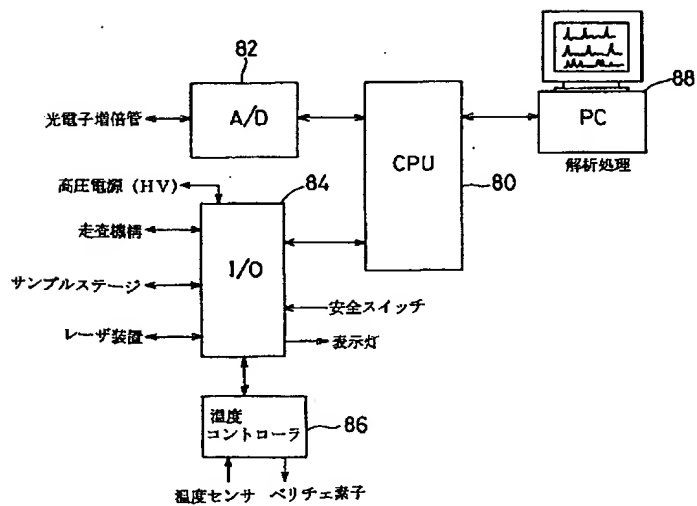 82
88
A/D
光電子増倍管
PC
CPU
解析処理
高圧電源 (HV)
84
80
走査機構
I/O
サンプルステージ
安全スイッチ
レーザ装置
表示灯
温度
コントローラ
86
温度センサ
ペリチェ素子